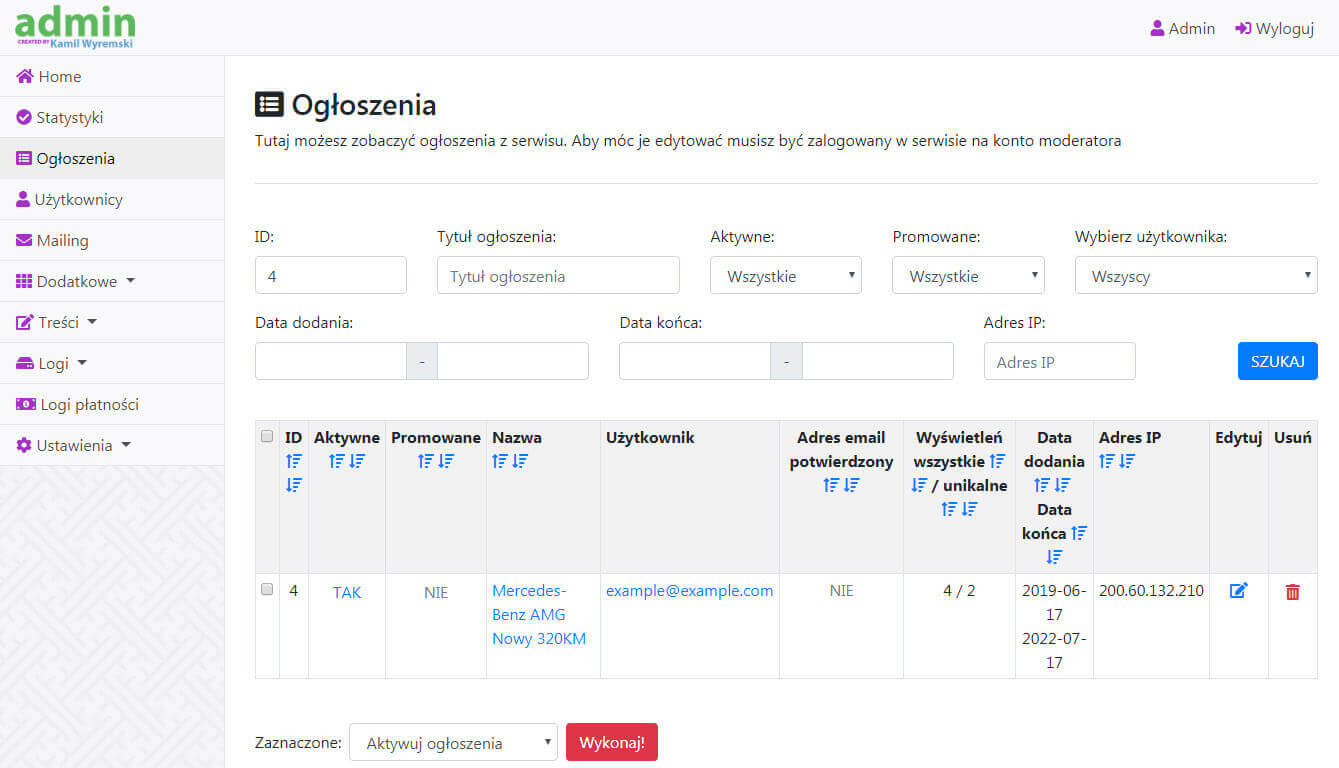 admin
CREATED BY Kamil Wyremski
Admin
Wyloguj
Home
Statystyki
Ogłoszenia
Użytkownicy
Mailing
Dodatkowe
Treści
Logi
Logi płatności
Ustawienia
Ogłoszenia
Tutaj możesz zobaczyć ogłoszenia z serwisu. Aby móc je edytować musisz być zalogowany w serwisie na konto moderatora
ID: Tytuł ogłoszenia: Aktywne: Promowane: Wybierz użytkownika:
4 Tytuł ogłoszenia Wszystkie Wszystkie Wszyscy
Data dodania: Data końca: Adres IP:
- - Adres IP SZUKAJ
ID
Aktywne
Promowane
Nazwa
Użytkownik
Adres email
potwierdzony
Wyświetleń
wszystkie
/ unikalne
Data
dodania
Data
końca
Adres IP
Edytuj
Usuń
4
TAK
NIE
Mercedes-
Benz AMG
Nowy 320KM
example@example.com
NIE
4 / 2
2019-06-
17
2022-07-
17
200.60.132.210
Zaznaczone: Aktywuj ogłoszenia Wykonaj!